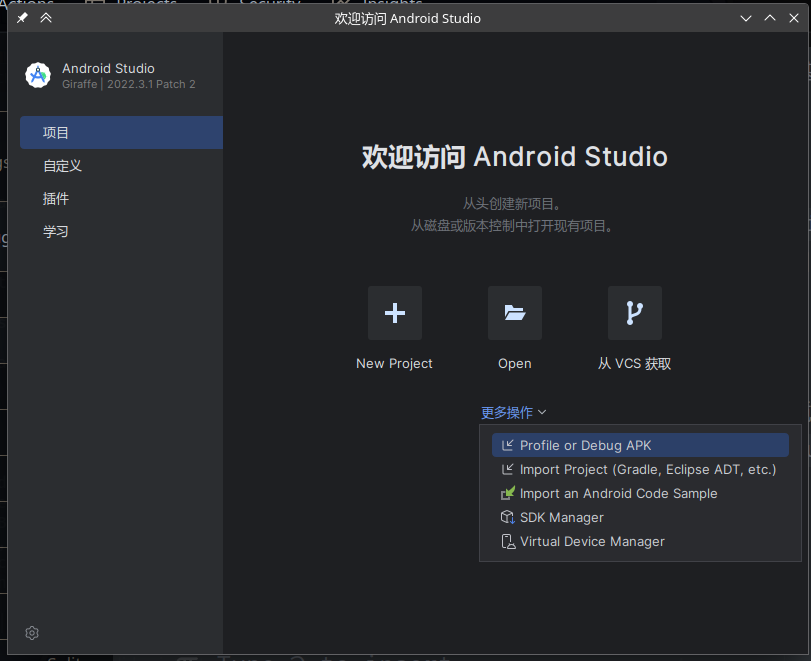 Actions
Projects
Security
Insights
欢迎访问 Android Studio
Android Studio
Giraffe | 2022.3.1 Patch 2
项目
自定义
插件
学习
欢迎访问 Android Studio
从头创建新项目。
从磁盘或版本控制中打开现有项目。
New Project
Open
从 VCS 获取
更多操作
Profile or Debug APK
Import Project (Gradle, Eclipse ADT, etc.)
Import an Android Code Sample
SDK Manager
Virtual Device Manager